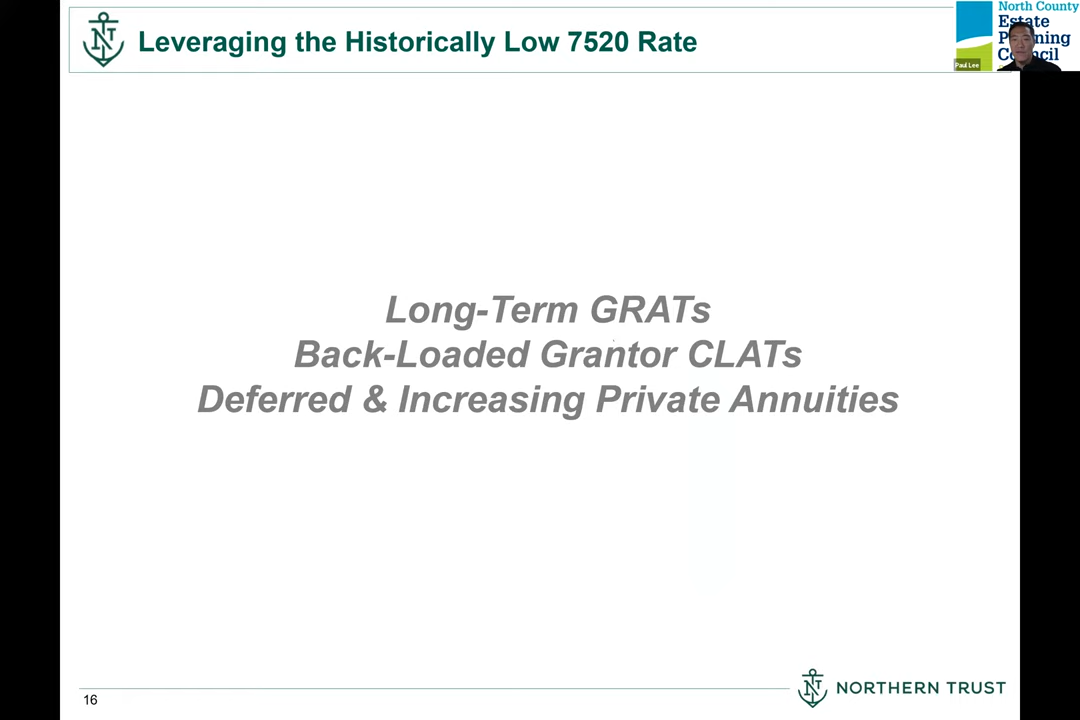 Leveraging the Historically Low 7520 Rate
North County
Estate
Planning
Council
Paul Lee
Long-Term GRATs
Back-Loaded Grantor CLATs
Deferred & Increasing Private Annuities
16
NORTHERN TRUST